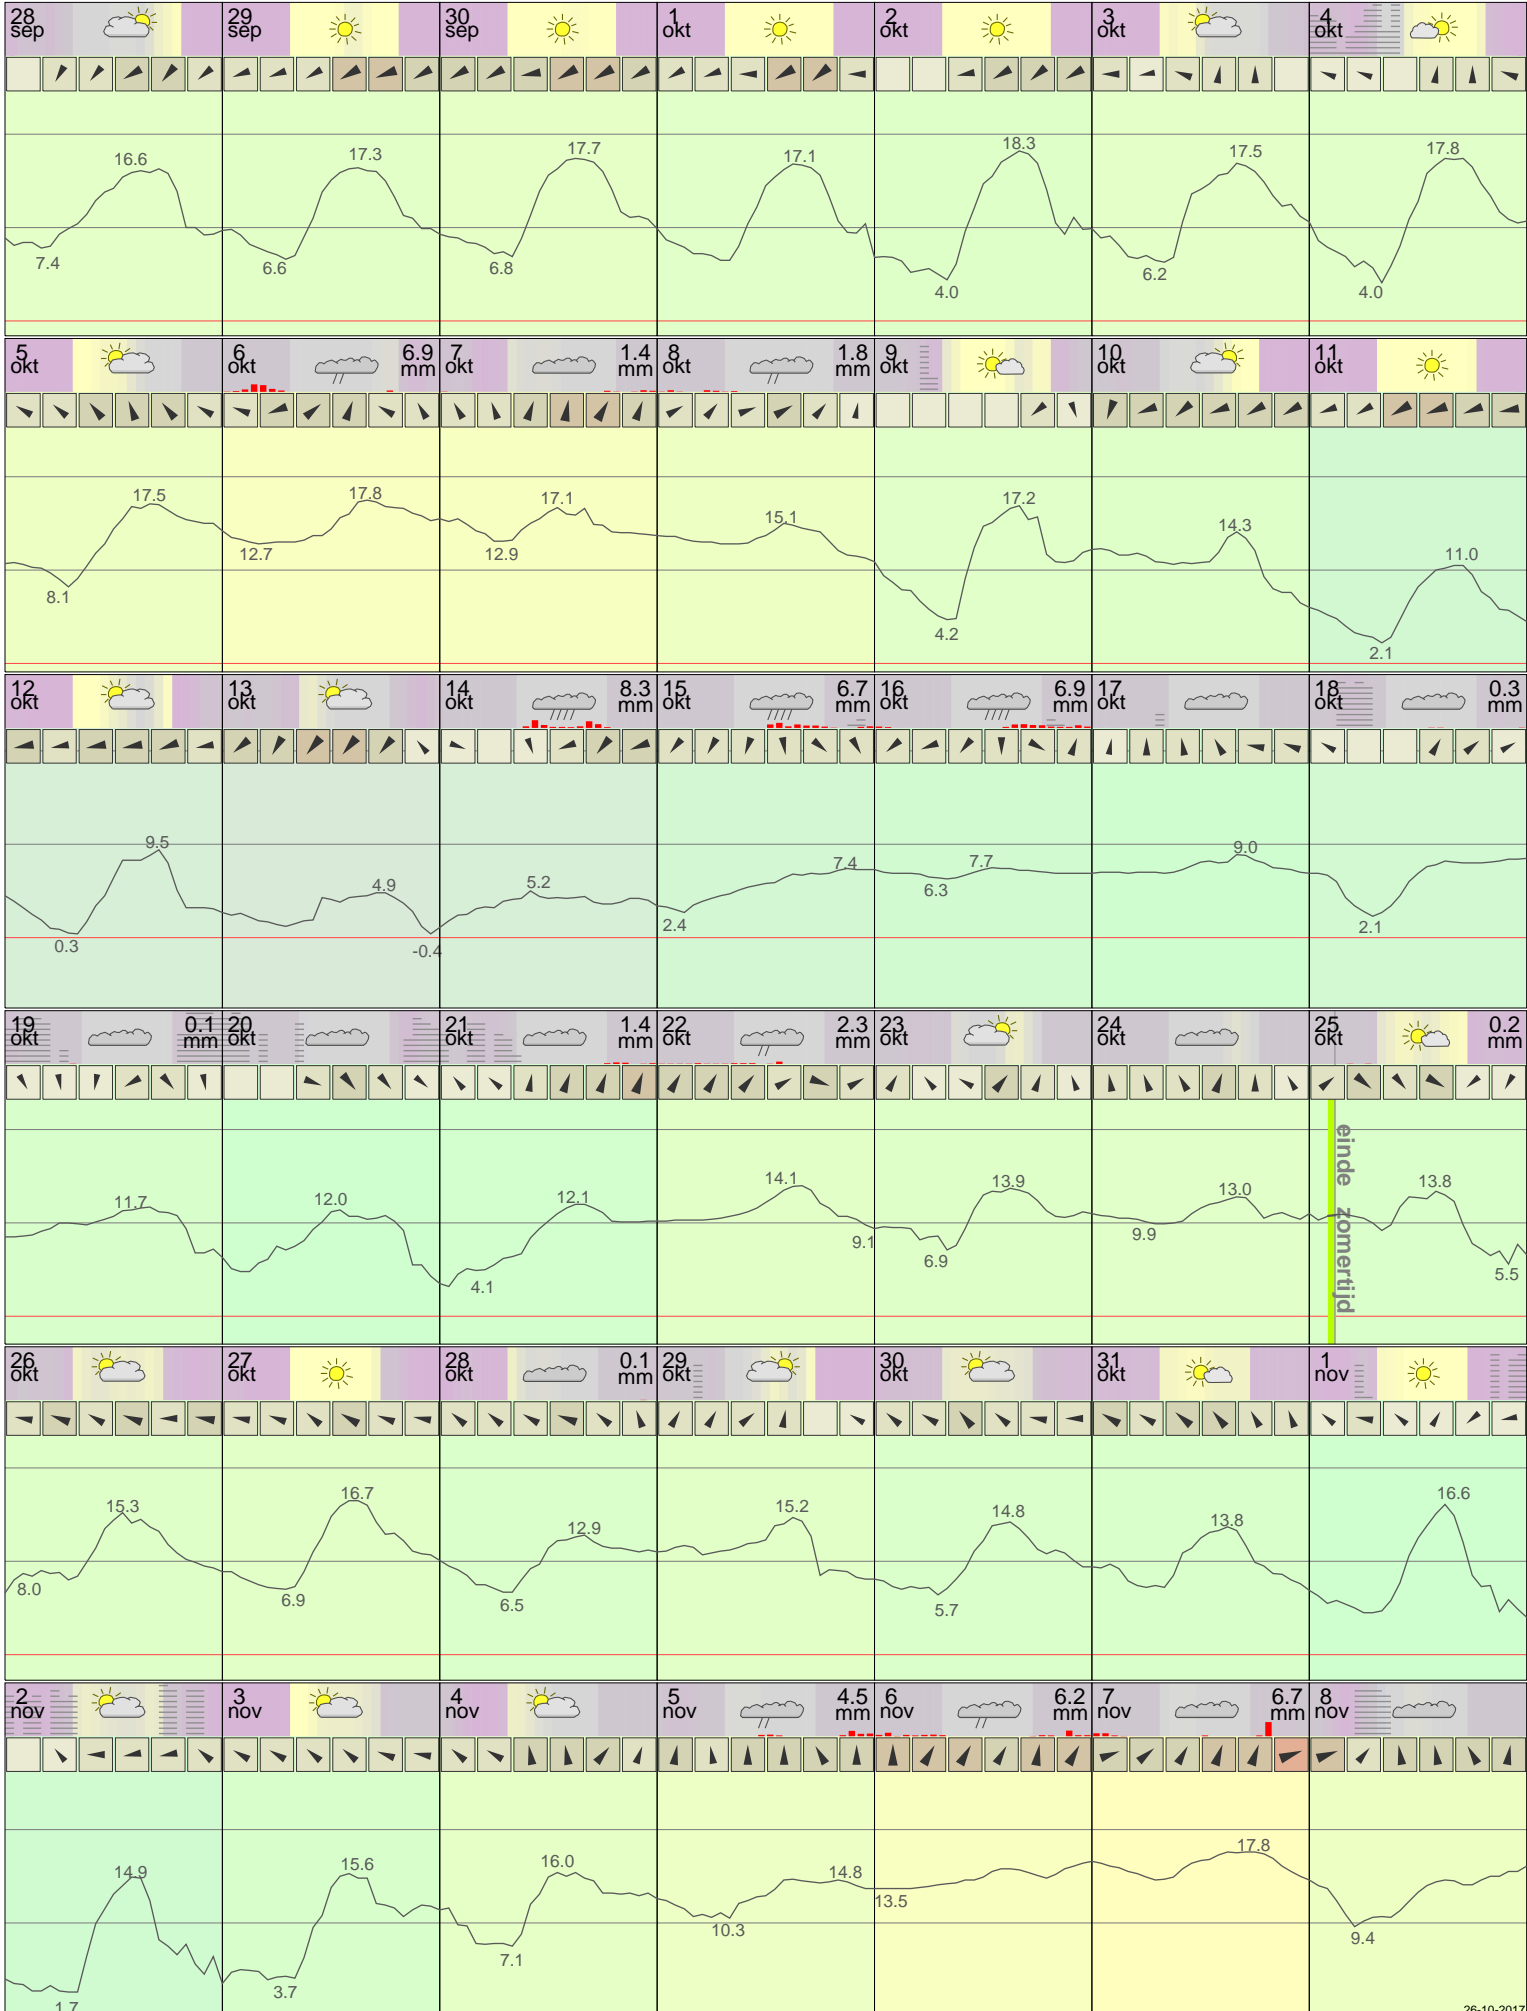 28 sep
29 sep
30 sep
1 okt
2 okt
3 okt
4 okt
16.6
17.3
17.7
17.1
18.3
17.5
17.8
7.4
6.6
6.8
4.0
6.2
4.0
5 okt
6 okt 6.9 mm
7 okt 1.4 mm
8 okt 1.8 mm
9 okt
10 okt
11 okt
17.5
17.8
17.1
15.1
17.2
14.3
11.0
8.1
12.7
12.9
4.2
2.1
12 okt
13 okt
14 okt 8.3 mm
15 okt 6.7 mm
16 okt 6.9 mm
17 okt
18 okt 0.3 mm
9.5
4.9
5.2
7.4
7.7
9.0
0.3
-0.4
2.4
6.3
2.1
19 okt 0.1 mm
20 okt
21 okt 1.4 mm
22 okt 2.3 mm
23 okt
24 okt
25 okt 0.2 mm
11.7
12.0
12.1
14.1
13.9
13.0
13.8
4.1
9.1
6.9
9.9
5.5
einde zomertijd
26 okt
27 okt
28 okt 0.1 mm
29 okt
30 okt
31 okt
1 nov
15.3
16.7
12.9
15.2
14.8
13.8
16.6
8.0
6.9
6.5
5.7
2 nov
3 nov
4 nov
5 nov 4.5 mm
6 nov 6.2 mm
7 nov 6.7 mm
8 nov
14.9
15.6
16.0
14.8
17.8
1.7
3.7
7.1
10.3
13.5
9.4
26-10-2017